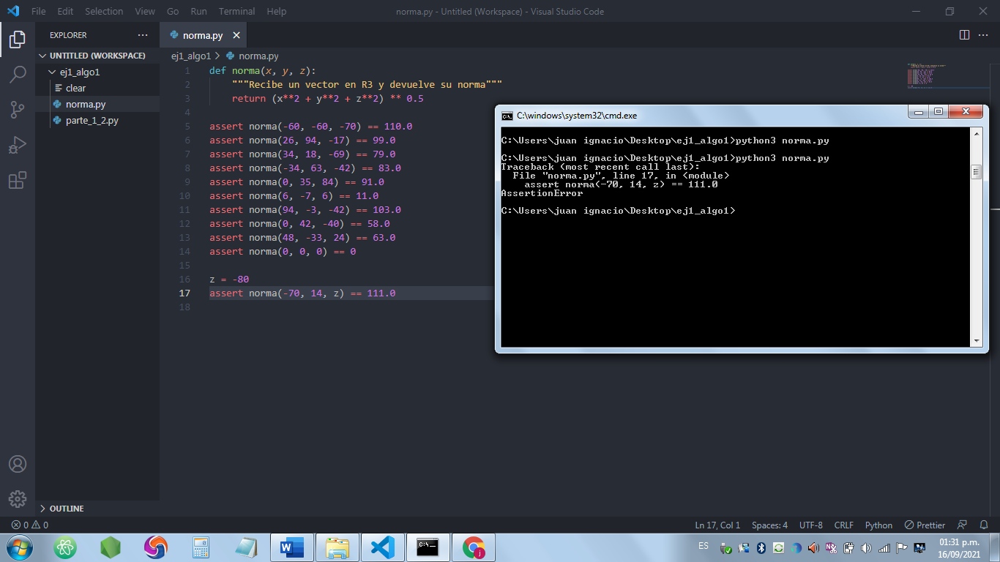 File Edit Selection View Go Run Terminal Help
norma.py - Untitled (Workspace) - Visual Studio Code
EXPLORER
UNTITLED (WORKSPACE)
ej1_algo1
clear
norma.py
parte_1_2.py
OUTLINE
norma.py
ej1_algo1 > norma.py
1 def norma(x, y, z):
2 """Recibe un vector en R3 y devuelve su norma"""
3 return (x**2 + y**2 + z**2) ** 0.5
4
5 assert norma(-60, -60, -70) == 110.0
6 assert norma(26, 94, -17) == 99.0
7 assert norma(34, 18, -69) == 79.0
8 assert norma(-34, 63, -42) == 83.0
9 assert norma(0, 35, 84) == 91.0
10 assert norma(6, -7, 6) == 11.0
11 assert norma(94, -3, -42) == 103.0
12 assert norma(0, 42, -40) == 58.0
13 assert norma(48, -33, 24) == 63.0
14 assert norma(0, 0, 0) == 0
15
16 z = -80
17 assert norma(-70, 14, z) == 111.0
18
C:\windows\system32\cmd.exe
C:\Users\juan ignacio\Desktop\ej1_algo1>python3 norma.py
C:\Users\juan ignacio\Desktop\ej1_algo1>python3 norma.py
Traceback (most recent call last):
File "norma.py", line 17, in <module>
assert norma(-70, 14, z) == 111.0
AssertionError
C:\Users\juan ignacio\Desktop\ej1_algo1>
0 0
Ln 17, Col 1 Spaces: 4 UTF-8 CRLF Python Prettier
ES
01:31 p.m.
16/09/2021